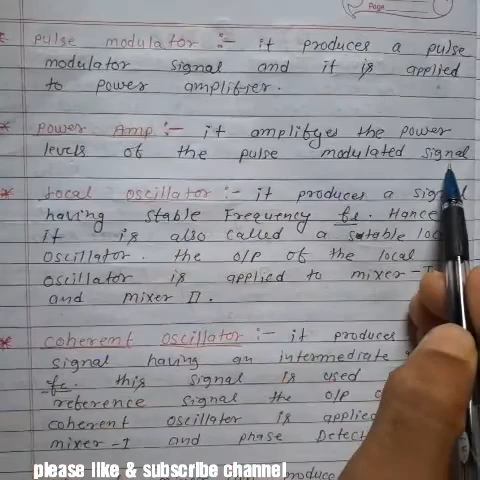 Page
* pulse modulator :- it produces a pulse
modulator signal and it is applied
to power amplifier.
* power Amp :- it amplifyes the power
levels of the pulse modulated signal
* local oscillator :- it produces a signal
having stable Frequency fl. Hance
it is also called a stable loc
oscillator. the O/P of the local
oscillator is applied to mixer-I
and mixer II.
* coherent oscillator :- it produces
signal having an intermediate
fc. this signal is used
reference signal the O/P
coherent oscillator is applie
mixer-I and phase Detect
produce
please like & subscribe channel